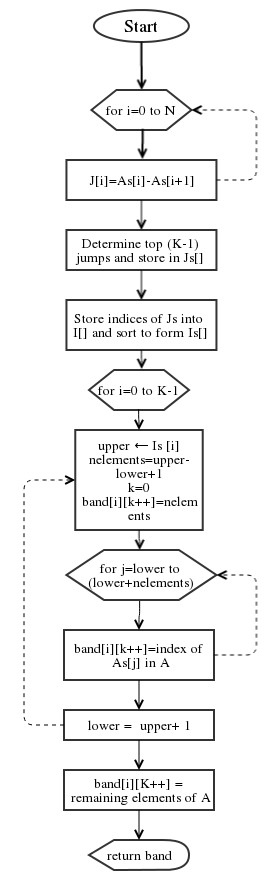 Start
for i=0 to N
J[i]=As[i]-As[i+1]
Determine top (K-1)
jumps and store in Js[]
Store indices of Js into
I[] and sort to form Is[]
for i=0 to K-1
upper ← Is [i]
nelements=upper-
lower+1
k=0
band[i][k++]=nelem
ents
for j=lower to
(lower+nelements)
band[i][k++]=index of
As[j] in A
lower = upper+ 1
band[i][K++] =
remaining elements of A
return band